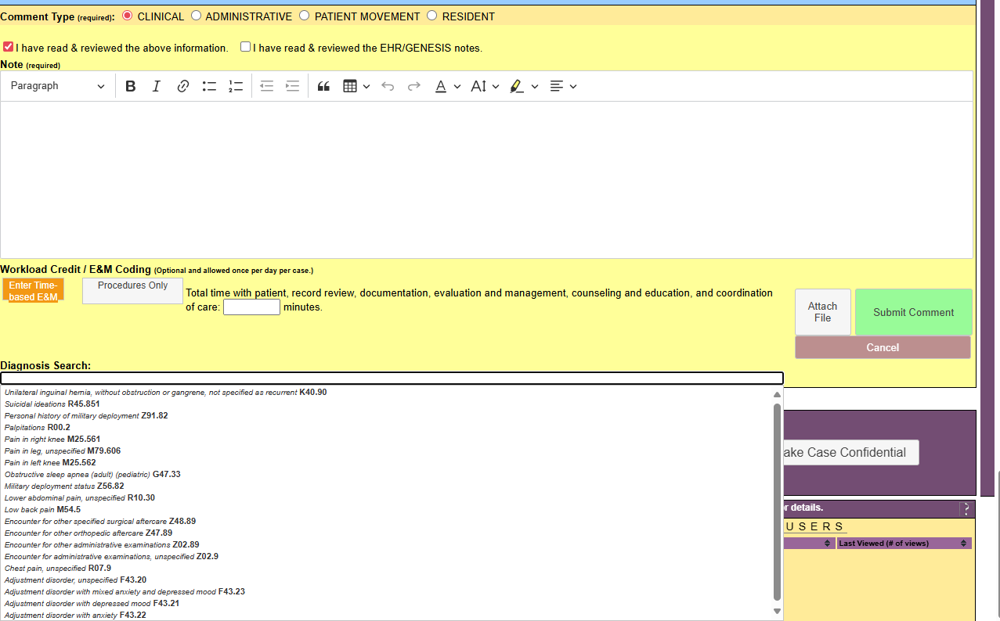 Comment Type (required): CLINICAL ADMINISTRATIVE PATIENT MOVEMENT RESIDENT
I have read & reviewed the above information. I have read & reviewed the EHR/GENESIS notes.
Note (required)
Paragraph
Workload Credit / E&M Coding (Optional and allowed once per day per case.)
Enter Time-
based E&M
Procedures Only
Total time with patient, record review, documentation, evaluation and management, counseling and education, and coordination
of care: minutes.
Attach
File
Submit Comment
Cancel
Diagnosis Search:
Unilateral inguinal hernia, without obstruction or gangrene, not specified as recurrent K40.90
Suicidal ideations R45.851
Personal history of military deployment Z91.82
Palpitations R00.2
Pain in right knee M25.561
Pain in leg, unspecified M79.606
Pain in left knee M25.562
Obstructive sleep apnea (adult) (pediatric) G47.33
Military deployment status Z56.82
Lower abdominal pain, unspecified R10.30
Low back pain M54.5
Encounter for other specified surgical aftercare Z48.89
Encounter for other orthopedic aftercare Z47.89
Encounter for other administrative examinations Z02.89
Encounter for administrative examinations, unspecified Z02.9
Chest pain, unspecified R07.9
Adjustment disorder, unspecified F43.20
Adjustment disorder with mixed anxiety and depressed mood F43.23
Adjustment disorder with depressed mood F43.21
Adjustment disorder with anxiety F43.22
ake Case Confidential
r details. ?
USERS
Last Viewed (# of views)